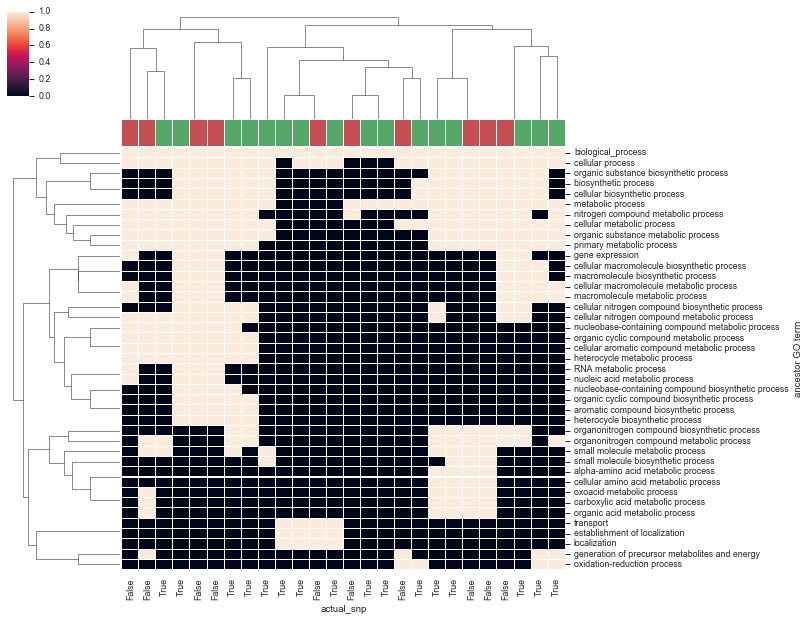 1.0
0.8
0.6
0.4
0.2
0.0
biological_process
cellular process
organic substance biosynthetic process
biosynthetic process
cellular biosynthetic process
metabolic process
nitrogen compound metabolic process
cellular metabolic process
organic substance metabolic process
primary metabolic process
gene expression
cellular macromolecule biosynthetic process
macromolecule biosynthetic process
cellular macromolecule metabolic process
macromolecule metabolic process
cellular nitrogen compound biosynthetic process
cellular nitrogen compound metabolic process
nucleobase-containing compound metabolic process
organic cyclic compound metabolic process
cellular aromatic compound metabolic process
heterocycle metabolic process
RNA metabolic process
nucleic acid metabolic process
nucleobase-containing compound biosynthetic process
organic cyclic compound biosynthetic process
aromatic compound biosynthetic process
heterocycle biosynthetic process
organonitrogen compound biosynthetic process
organonitrogen compound metabolic process
small molecule metabolic process
small molecule biosynthetic process
alpha-amino acid metabolic process
cellular amino acid metabolic process
oxoacid metabolic process
carboxylic acid metabolic process
organic acid metabolic process
transport
establishment of localization
localization
generation of precursor metabolites and energy
oxidation-reduction process
ancestor GO term
False
False
True
True
False
False
True
True
True
True
True
False
True
False
True
True
False
True
True
True
False
False
False
True
True
True
actual_snp